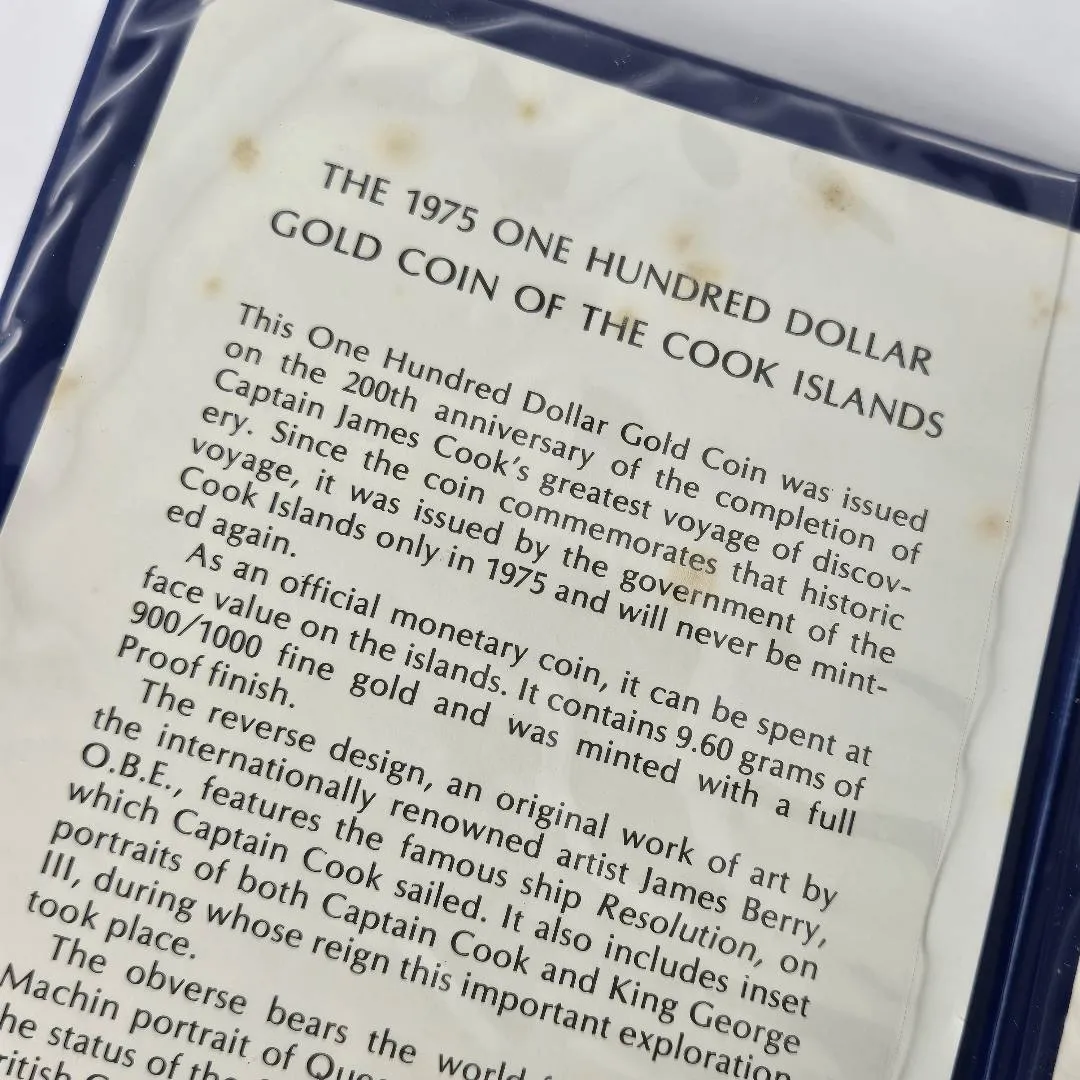 THE 1975 ONE HUNDRED DOLLAR
GOLD COIN OF THE COOK ISLANDS
This One Hundred Dollar Gold Coin was issued
on the 200th anniversary of the completion of
Captain James Cook's greatest voyage of discov-
ery. Since the coin commemorates that historic
voyage, it was issued by the government of the
Cook Islands only in 1975 and will never be mint-
ed again.
As an official monetary coin, it can be spent at
face value on the islands. It contains 9.60 grams of
900/1000 fine gold and was minted with a full
Proof finish.
The reverse design, an original work of art by
the internationally renowned artist James Berry,
O.B.E., features the famous ship Resolution, on
which Captain Cook sailed. It also includes inset
portraits of both Captain Cook and King George
III, during whose reign this important exploration
took place.
The obverse bears the world
Machin portrait of
the status of the